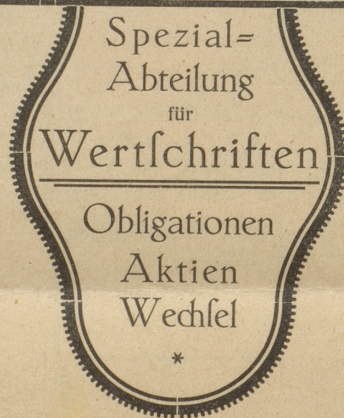 Spezial=
Abteilung
für
Wertſchriften
Obligationen
Aktien
Wechſel
*